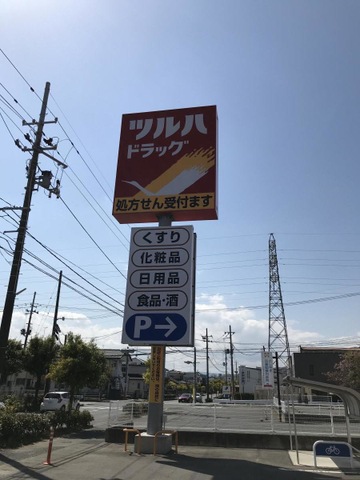 ツルハ
ドラッグ
処方せん受付ます
くすり
化粧品
日用品
食品・酒
P→